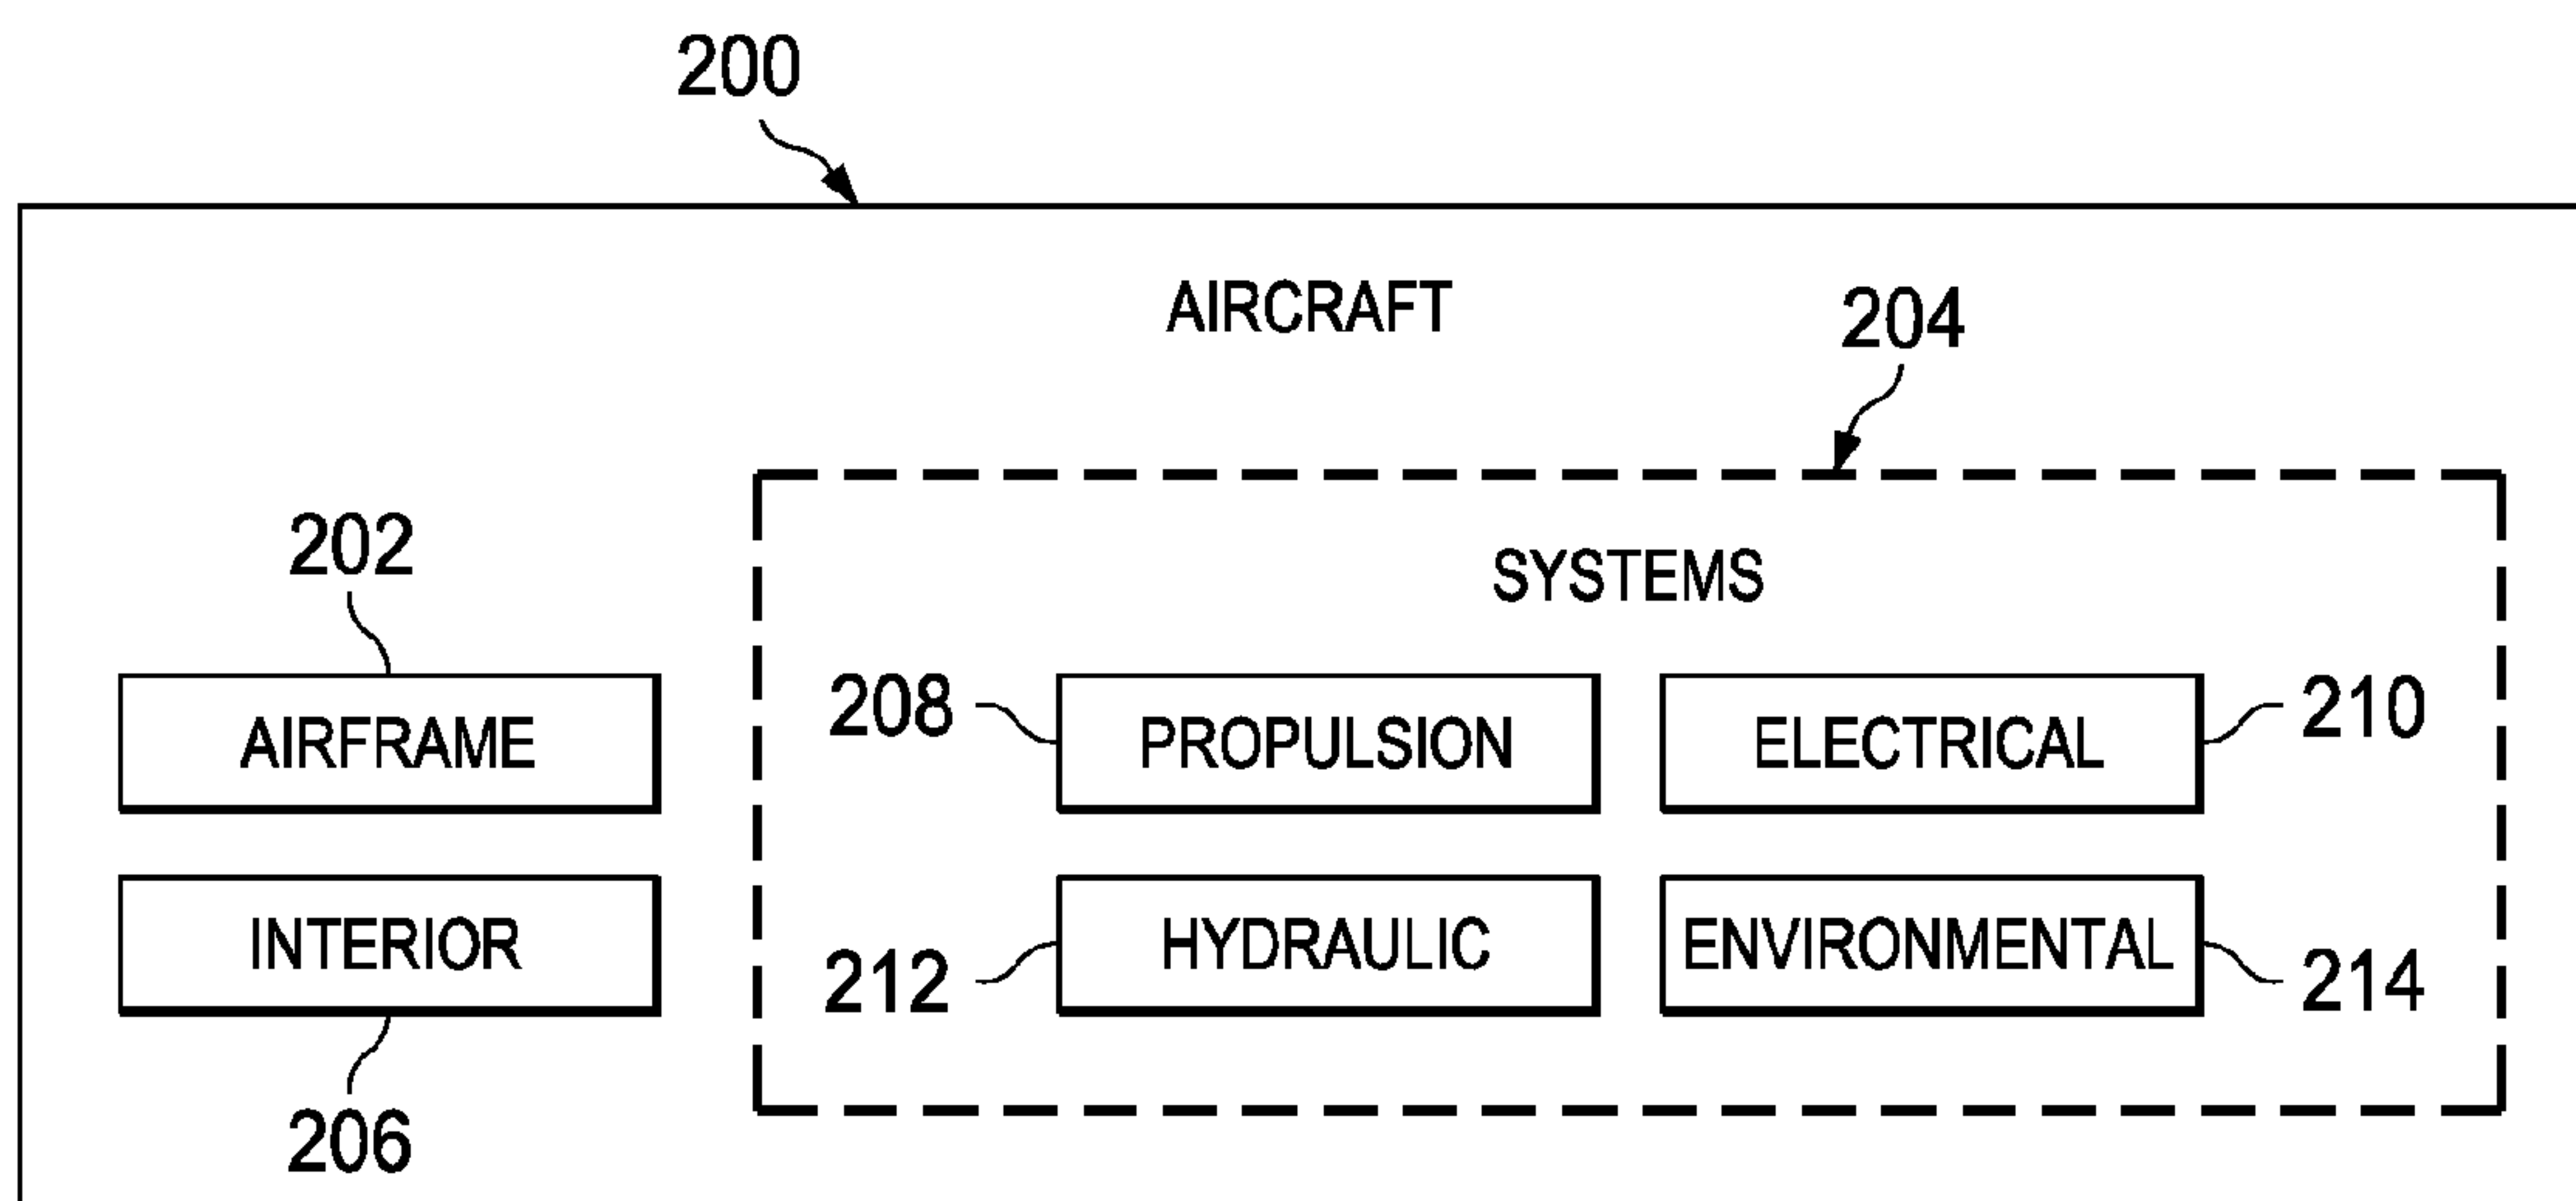 200
AIRCRAFT
204
202
SYSTEMS
208 PROPULSION ELECTRICAL 210
AIRFRAME
INTERIOR
212 HYDRAULIC ENVIRONMENTAL 214
206